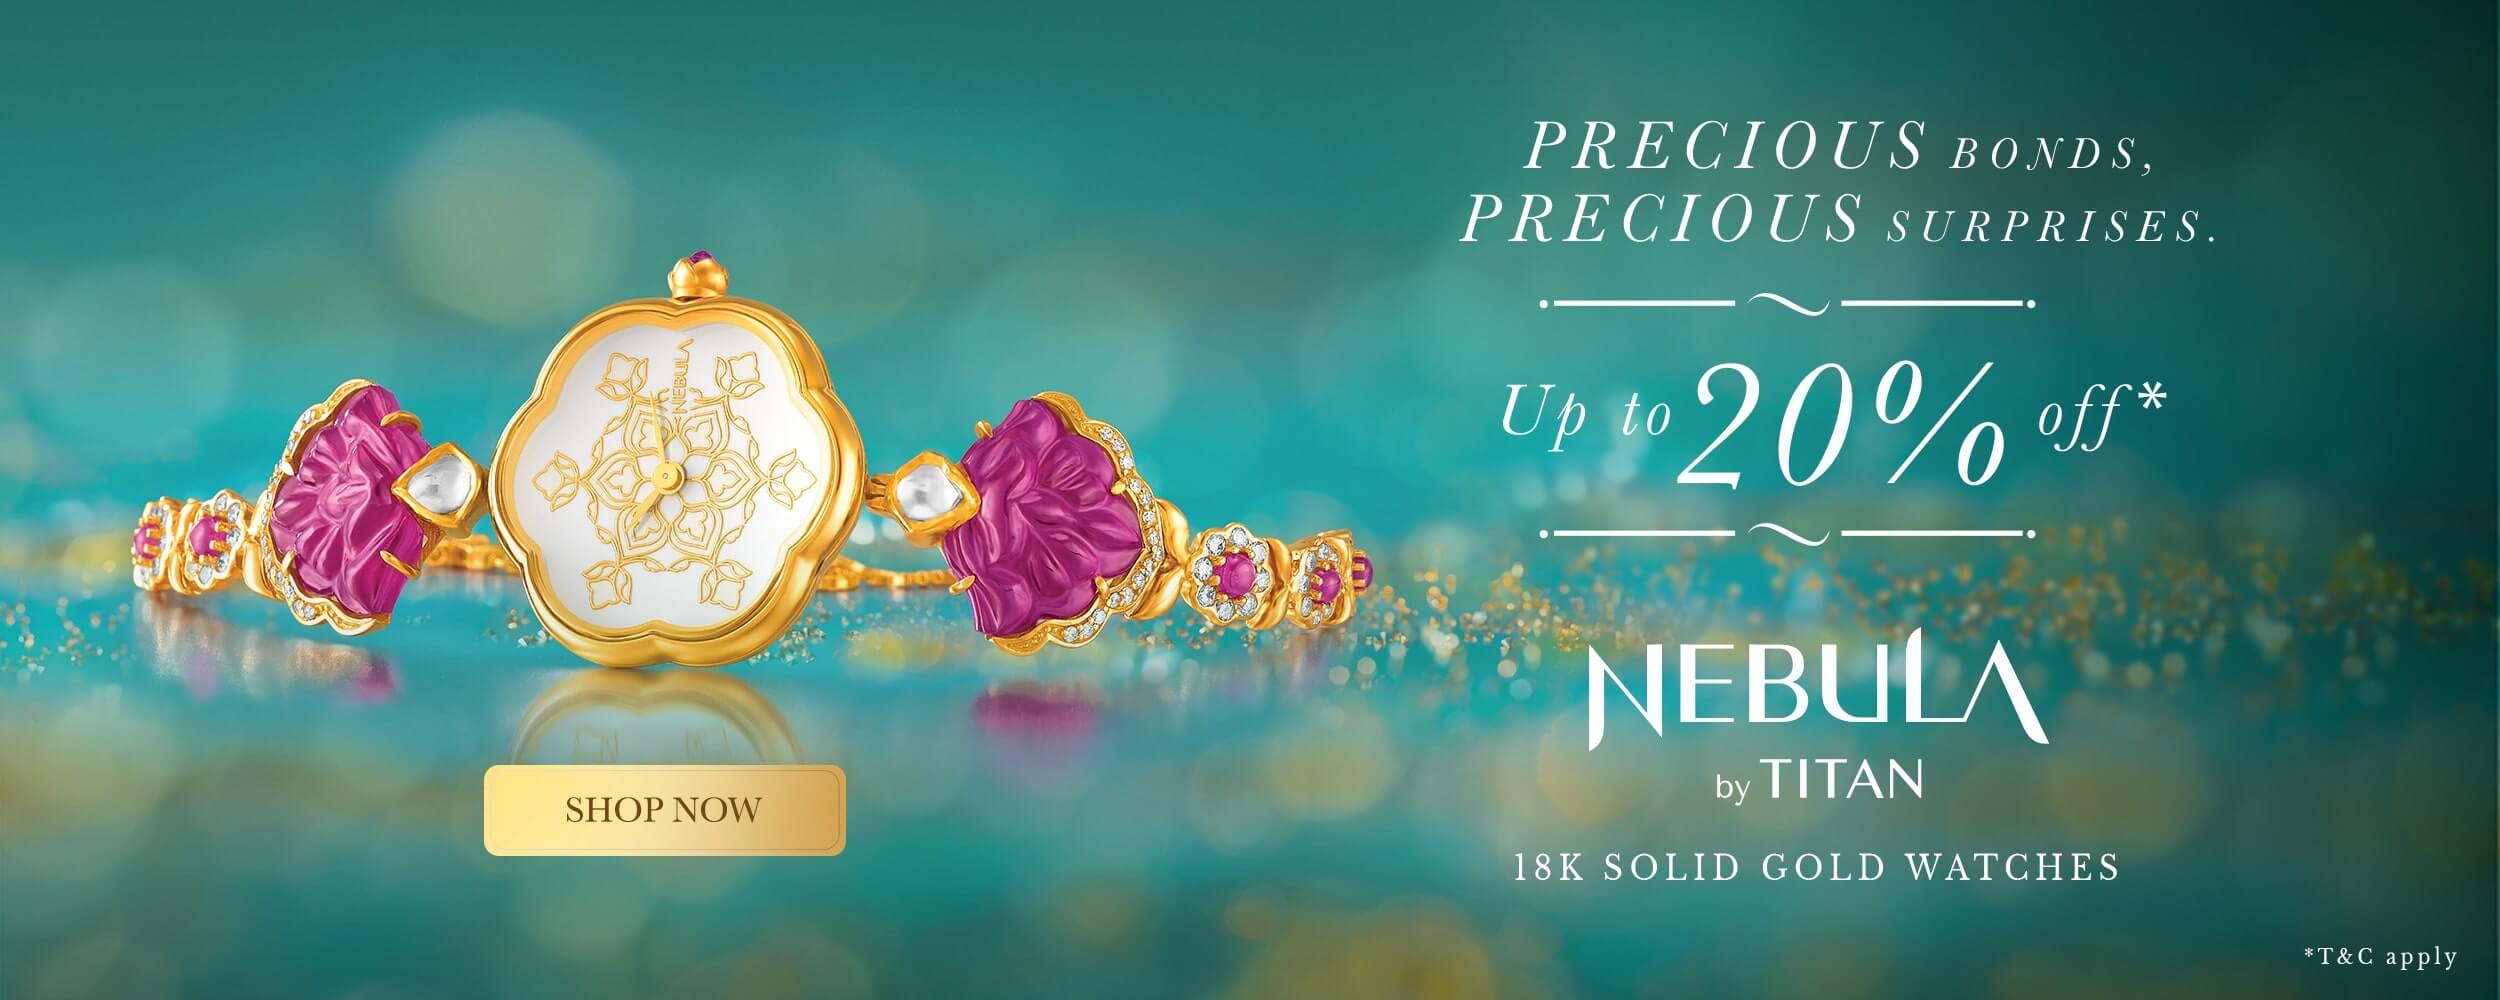 PRECIOUS BONDS,
PRECIOUS SURPRISES.
Up to 20% off*
NEBULA
by TITAN
18K SOLID GOLD WATCHES
*T&C apply
NEBULA
SHOP NOW